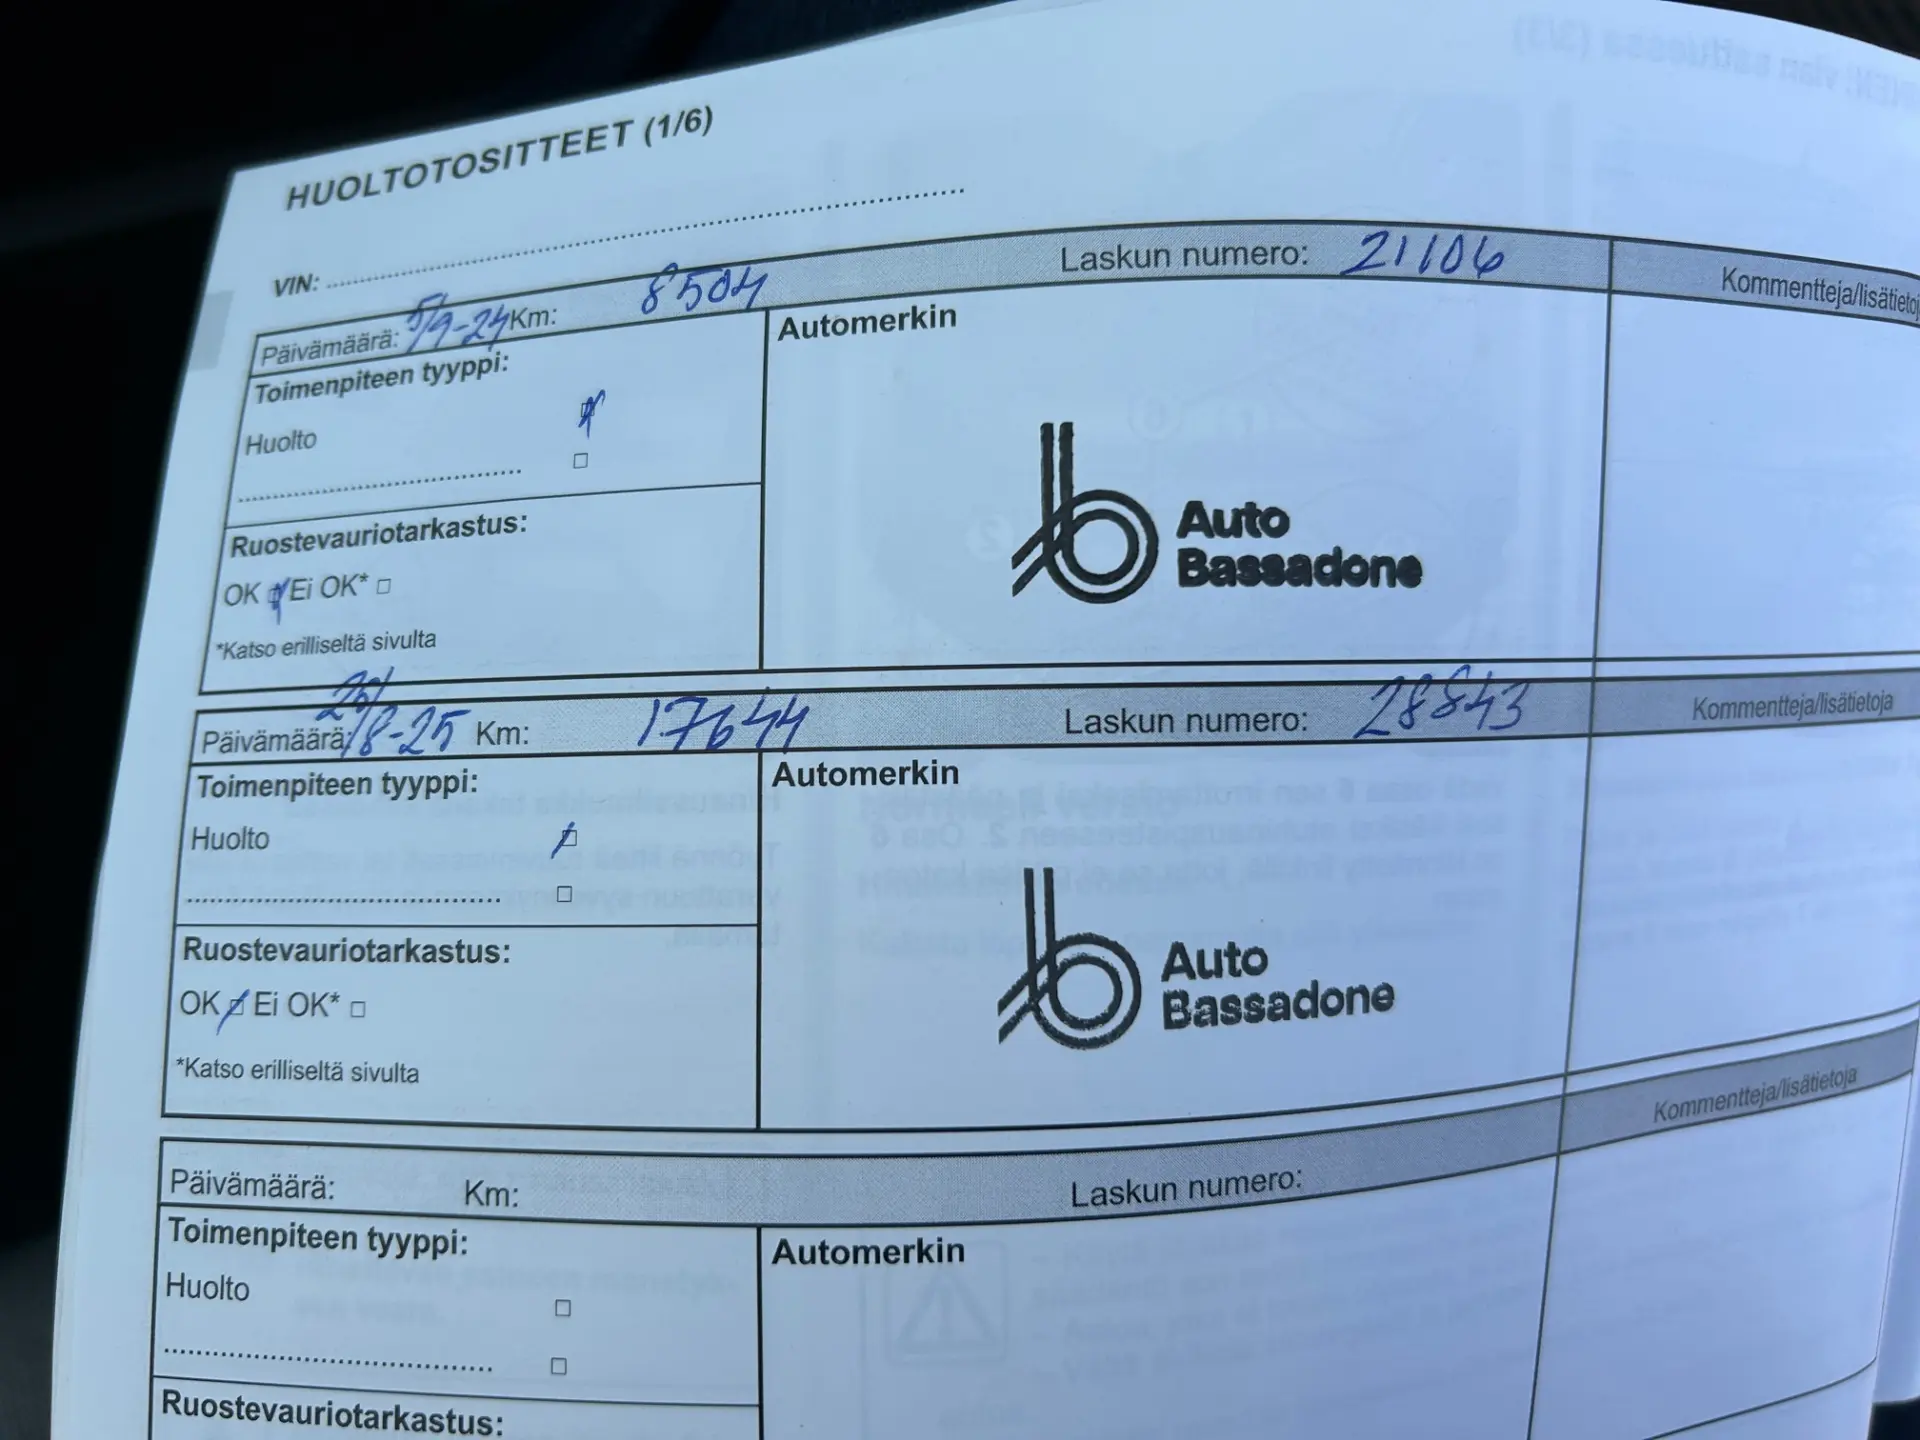 HUOLTOTOSITTEET (1/6)
VIN: ......................................................
Päivämäärä: 5/9-24 Km: 8504 Laskun numero: 21106 Kommentteja/lisätietoj
Toimenpiteen tyyppi: Automerkin
Huolto
......................................
Auto
Bassadone
Ruostevauriotarkastus:
OK Ei OK* □
*Katso erilliseltä sivulta
Päivämäärä /8-25 Km: 17644 Laskun numero: 28843 Kommentteja/lisätietoja
Toimenpiteen tyyppi: Automerkin
Huolto
......................................
Auto
Bassadone
Ruostevauriotarkastus:
OK Ei OK* □
*Katso erilliseltä sivulta
Päivämäärä: Km: Laskun numero: Kommentteja/lisätietoja
Toimenpiteen tyyppi: Automerkin
Huolto
......................................
Ruostevauriotarkastus: